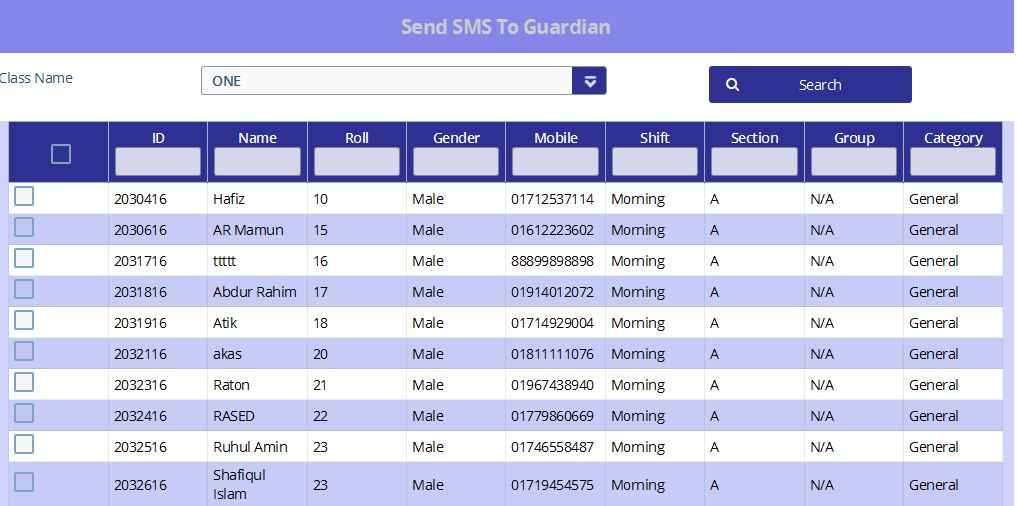 Send SMS To Guardian
Class Name ONE Search
ID Name Roll Gender Mobile Shift Section Group Category
2030416 Hafiz 10 Male 01712537114 Morning A N/A General
2030616 AR Mamun 15 Male 01612223602 Morning A N/A General
2031716 ttttt 16 Male 88899898898 Morning A N/A General
2031816 Abdur Rahim 17 Male 01914012072 Morning A N/A General
2031916 Atik 18 Male 01714929004 Morning A N/A General
2032116 akas 20 Male 01811111076 Morning A N/A General
2032316 Raton 21 Male 01967438940 Morning A N/A General
2032416 RASED 22 Male 01779860669 Morning A N/A General
2032516 Ruhul Amin 23 Male 01746558487 Morning A N/A General
2032616 Shafiqul Islam 23 Male 01719454575 Morning A N/A General